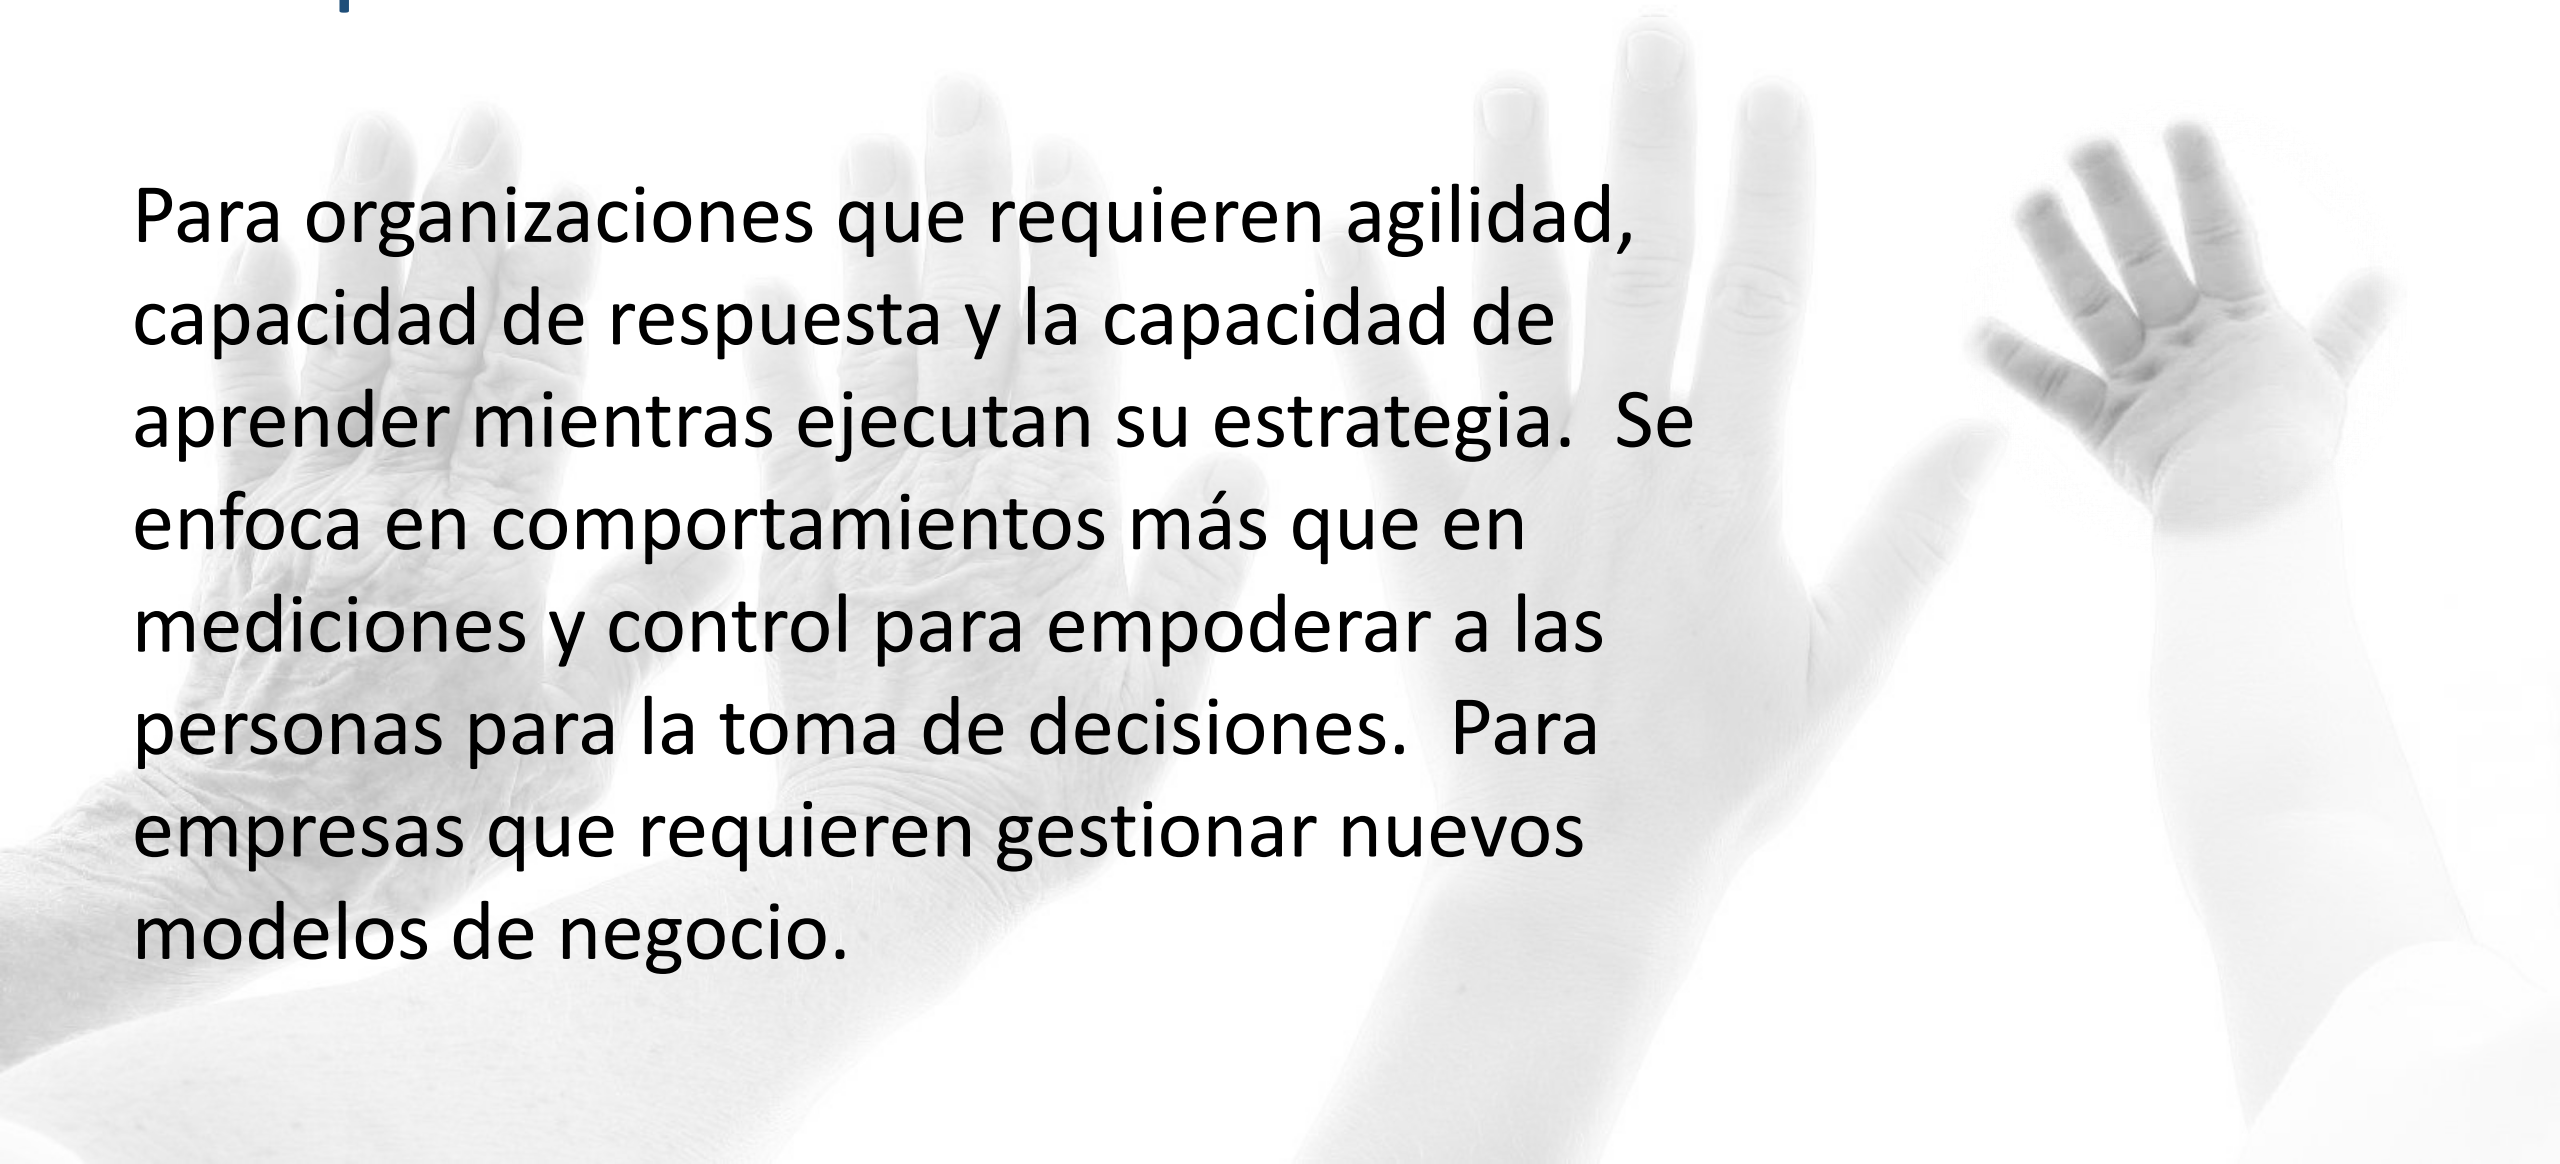 Para organizaciones que requieren agilidad,
capacidad de respuesta y la capacidad de
aprender mientras ejecutan su estrategia.  Se
enfoca en comportamientos más que en
mediciones y control para empoderar a las
personas para la toma de decisiones.  Para
empresas que requieren gestionar nuevos
modelos de negocio.